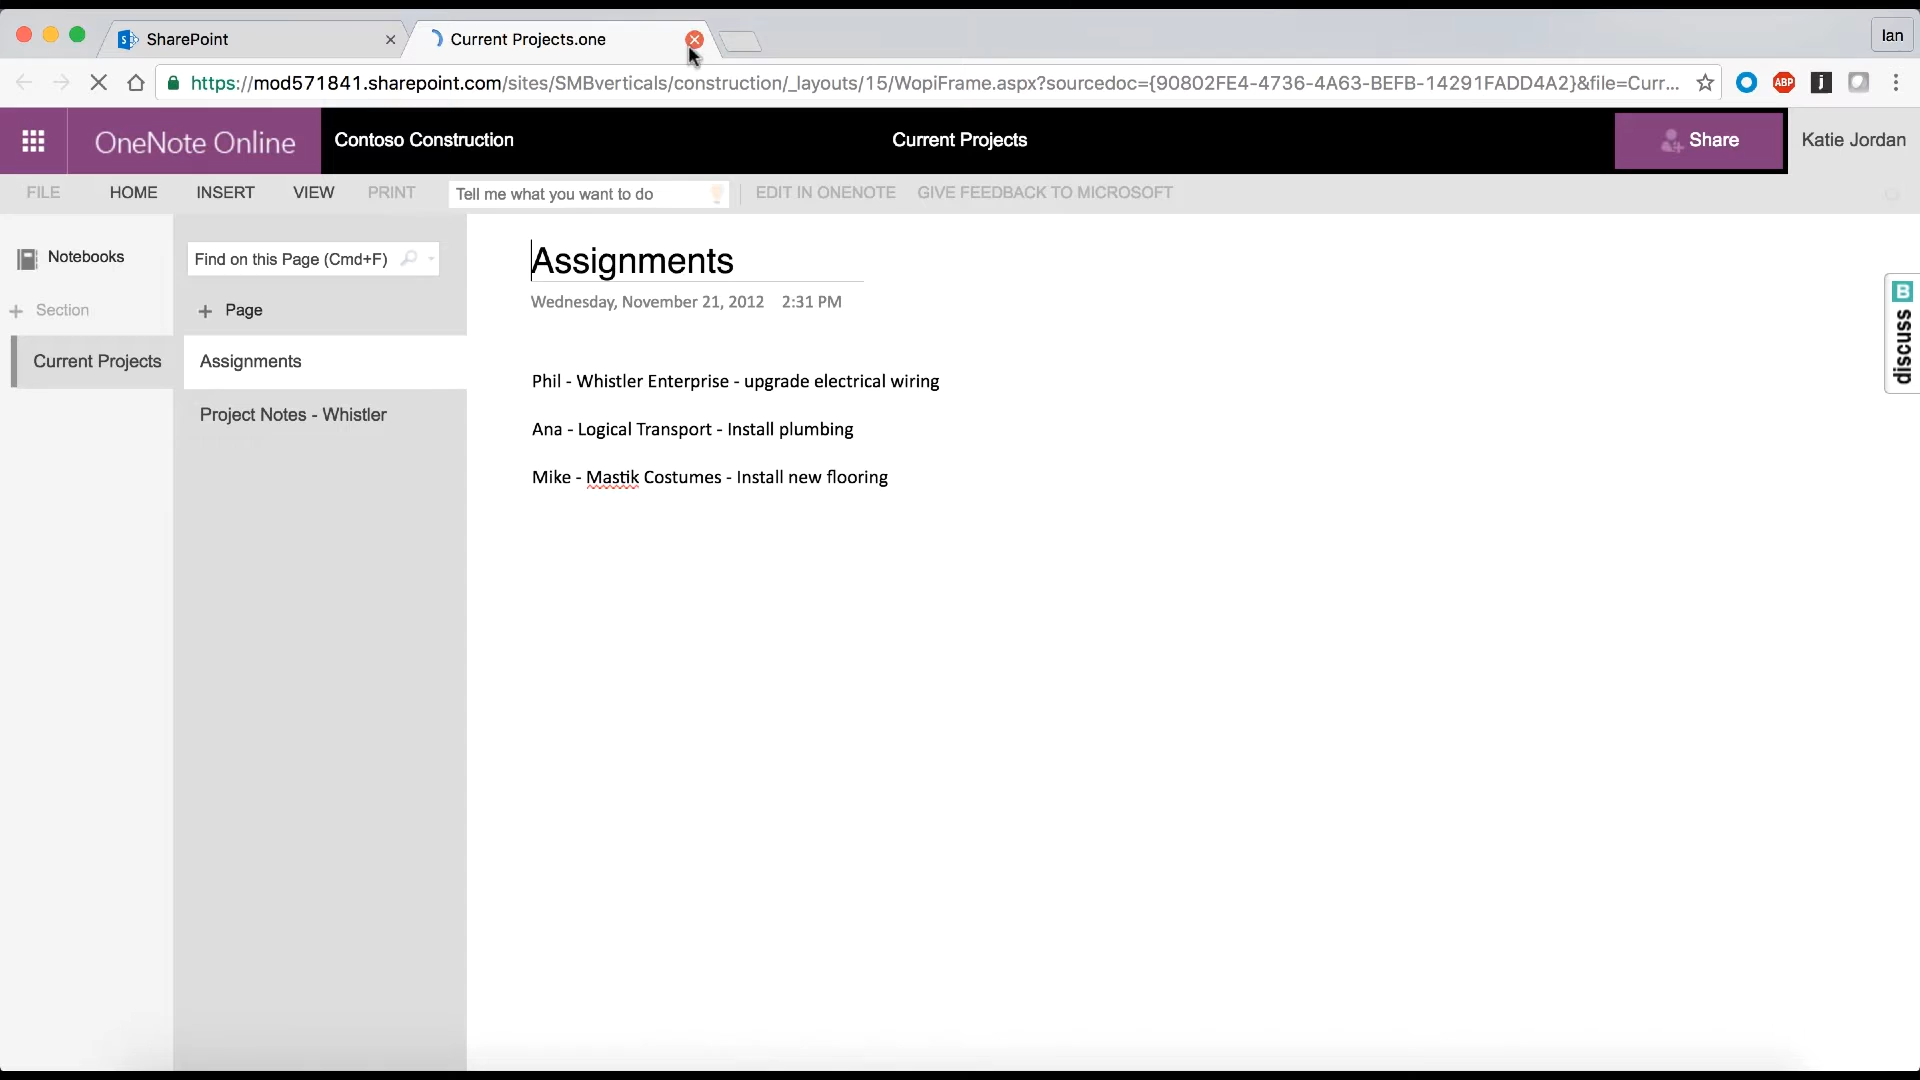 SharePoint
Current Projects.one
Ian
https://mod571841.sharepoint.com/sites/SMBverticals/construction/_layouts/15/WopiFrame.aspx?sourcedoc={90802FE4-4736-4A63-BEFB-14291FADD4A2}&file=Curr...
ABP
j
OneNote Online
Contoso Construction
Current Projects
Share
Katie Jordan
FILE
HOME
INSERT
VIEW
PRINT
Tell me what you want to do
EDIT IN ONENOTE
GIVE FEEDBACK TO MICROSOFT
Notebooks
Find on this Page (Cmd+F)
+ Section
+ Page
Current Projects
Assignments
Project Notes - Whistler
Assignments
Wednesday, November 21, 2012 2:31 PM
Phil - Whistler Enterprise - upgrade electrical wiring
Ana - Logical Transport - Install plumbing
Mike - Mastik Costumes - Install new flooring
B
discuss